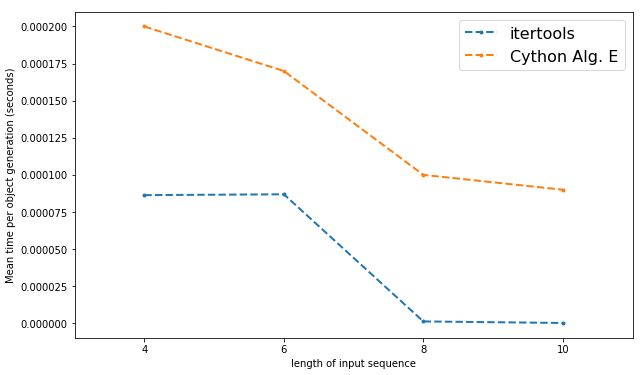 itertools
Cython Alg. E
Mean time per object generation (seconds)
0.000200
0.000175
0.000150
0.000125
0.000100
0.000075
0.000050
0.000025
0.000000
4 6 8 10
length of input sequence